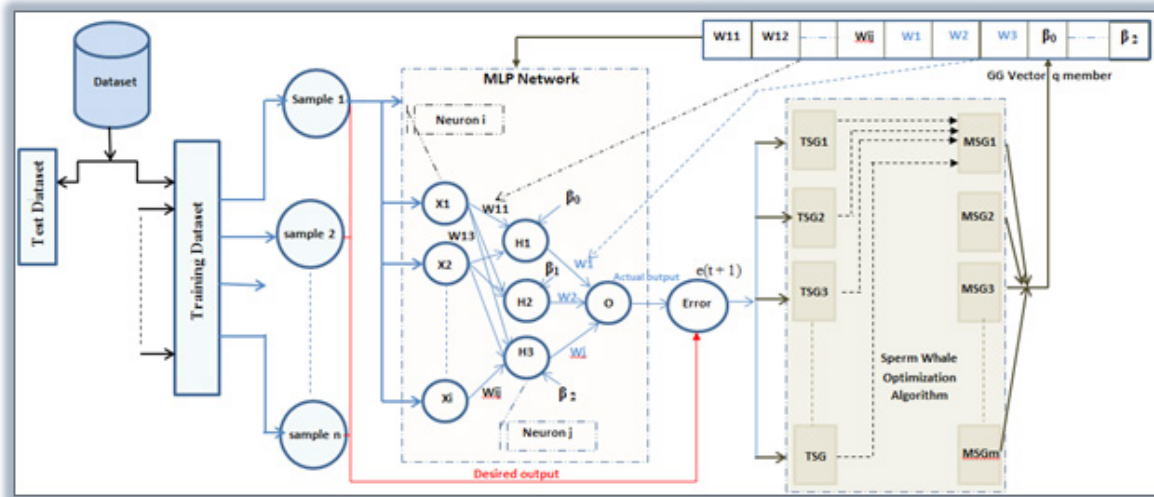 W11 W12 Wij W1 W2 W3 β0 β2
GG Vector q member
Dataset
Test Dataset
Training Dataset
Sample 1
sample 2
sample n
MLP Network
Neuron i
X1
X2
Xi
W11
W13
Wij
β0
β1
β2
H1
H2
H3
Neuron j
W1
W2
Wj
O
Actual output
e(t + 1)
Error
Desired output
TSG1
TSG2
TSG3
TSG
MSG1
MSG2
MSG3
MSGm
Sperm Whale
Optimization
Algorithm